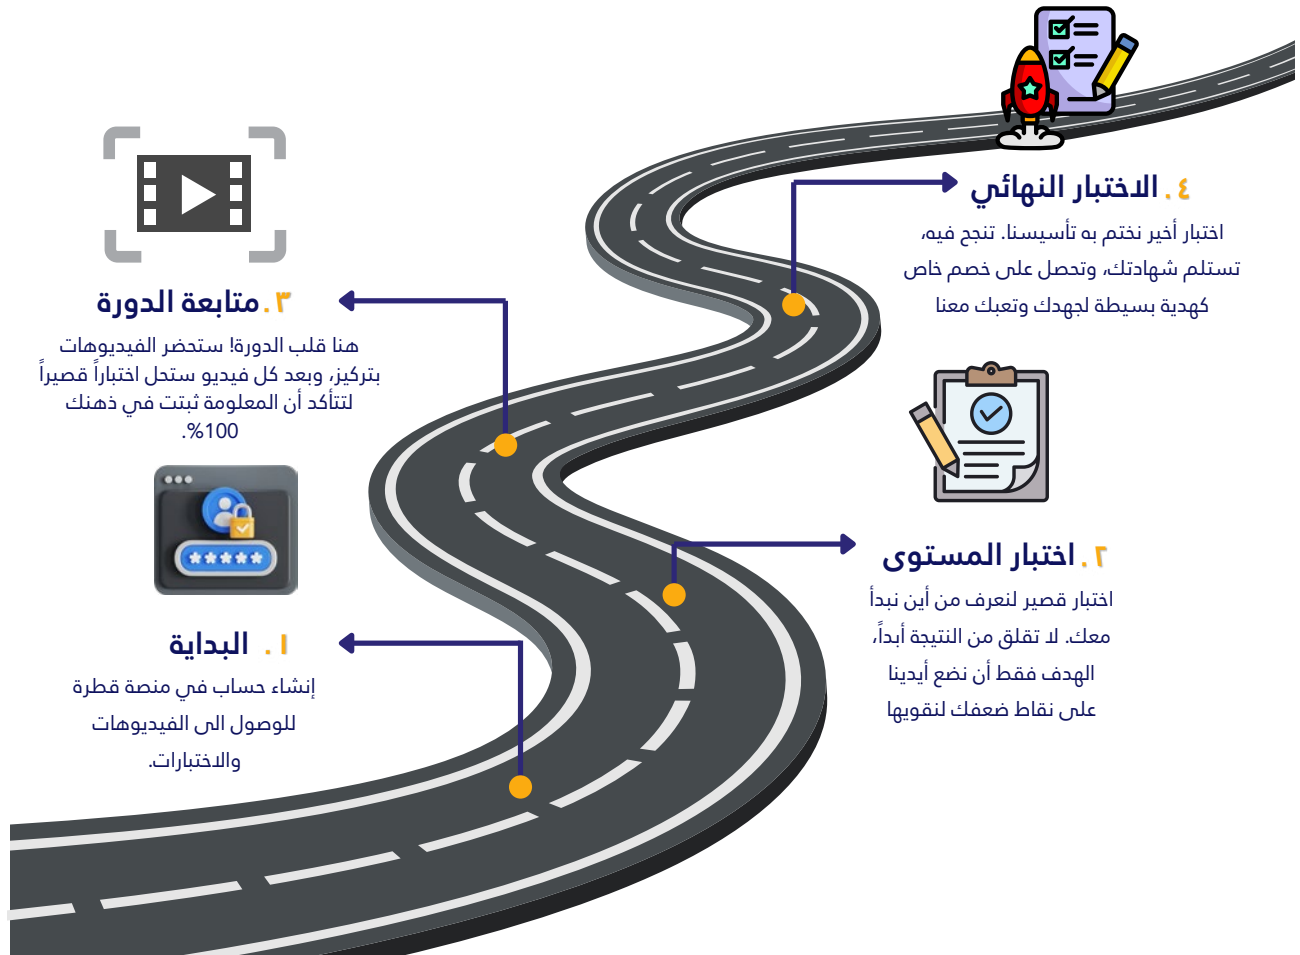 ١. البداية
إنشاء حساب في منصة قطرة
للوصول الى الفيديوهات
والاختبارات.
٢. اختبار المستوى
اختبار قصير لنعرف من أين نبدأ
معك. لا تقلق من النتيجة أبداً،
الهدف فقط أن نضع أيدينا
على نقاط ضعفك لنقويها
٣. متابعة الدورة
هنا قلب الدورة! ستحضر الفيديوهات
بتركيز، وبعد كل فيديو ستحل اختباراً قصيراً
لتتأكد أن المعلومة ثبتت في ذهنك
100%.
٤. الاختبار النهائي
اختبار أخير نختم به تأسيسنا. تنجح فيه،
تستلم شهادتك، وتحصل على خصم خاص
كهدية بسيطة لجهدك وتعبك معنا